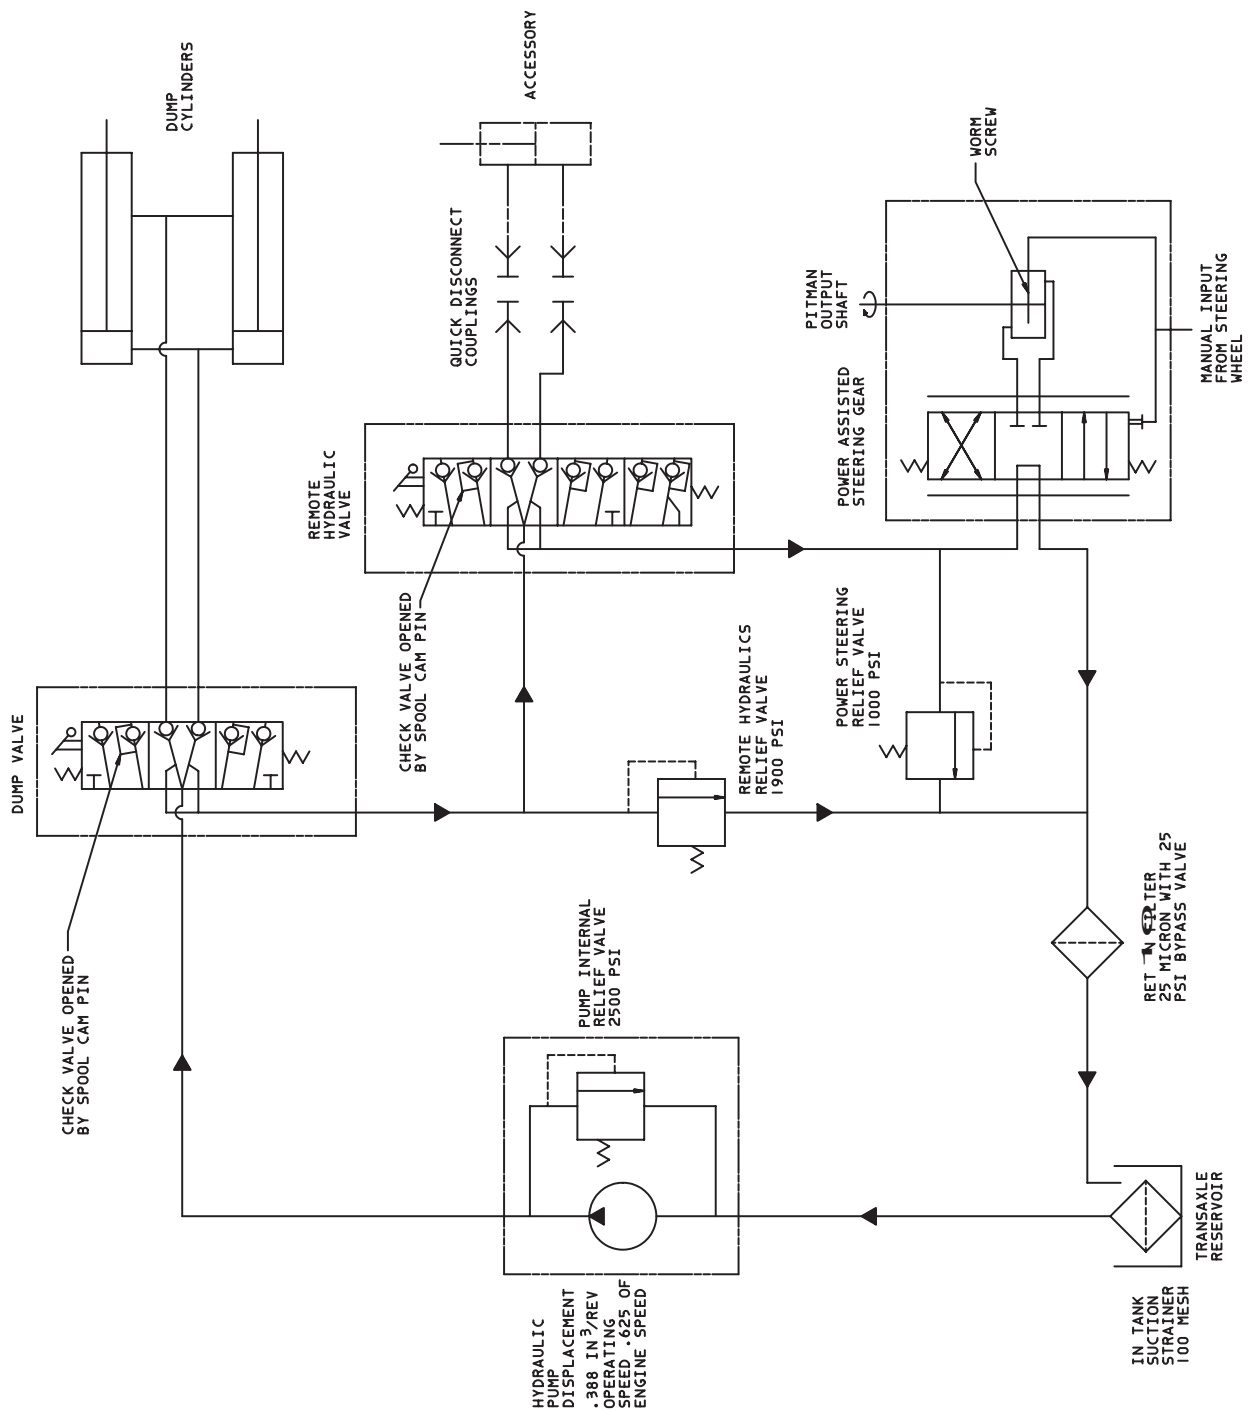 DUMP
CYLINDERS
ACCESSORY
WORM
SCREW
QUICK DISCONNECT
COUPLINGS
PITMAN
OUTPUT
SHAFT
MANUAL INPUT
FROM STEERING
WHEEL
REMOTE
HYDRAULIC
VALVE
POWER ASSISTED
STEERING GEAR
DUMP VALVE
CHECK VALVE OPENED
BY SPOOL CAM PIN
REMOTE HYDRAULICS
RELIEF VALVE
1900 PSI
POWER STEERING
RELIEF VALVE
1000 PSI
CHECK VALVE OPENED
BY SPOOL CAM PIN
PUMP INTERNAL
RELIEF VALVE
2500 PSI
25 MICRON WITH 25
PSI BYPASS VALVE
HYDRAULIC
PUMP
DISPLACEMENT
.388 IN³/REV
OPERATING
SPEED .625 OF
ENGINE SPEED
TRANSAXLE
RESERVOIR
IN TANK
SUCTION
STRAINER
100 MESH